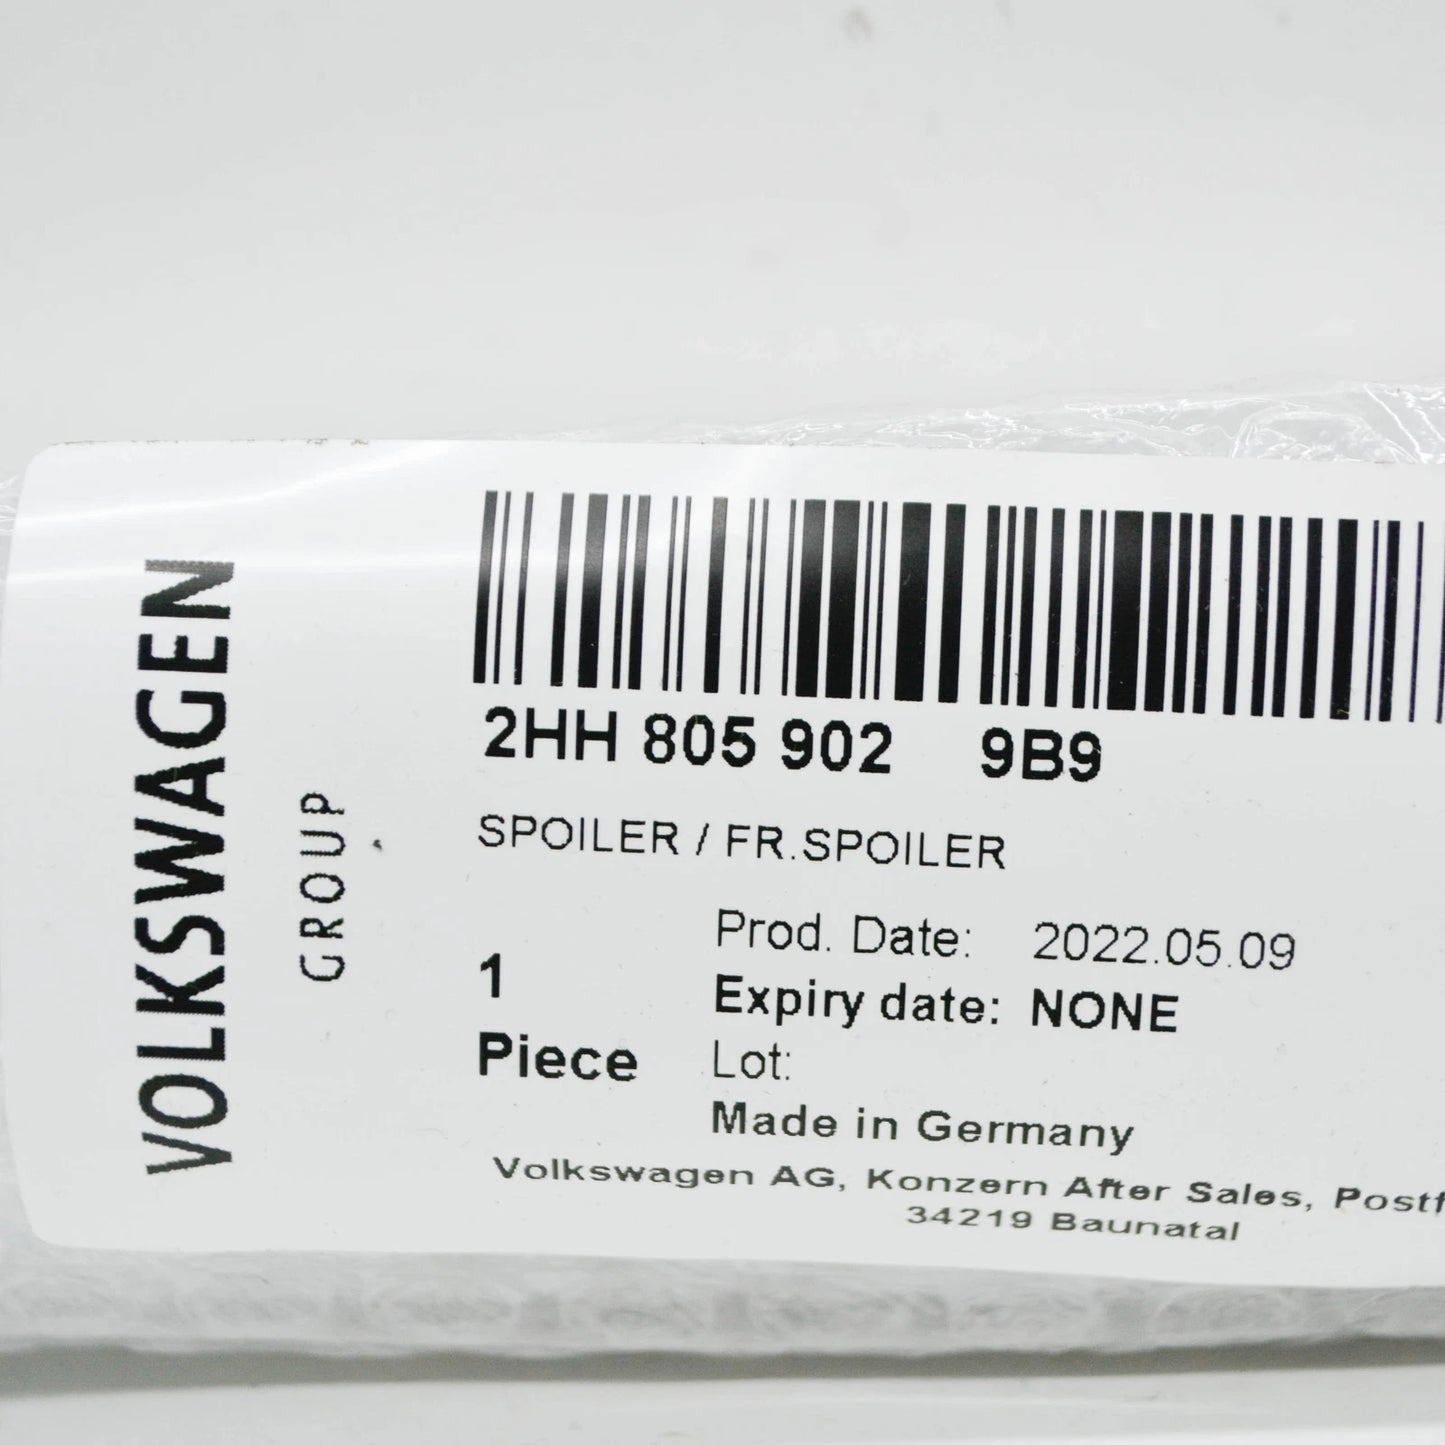 VOLKSWAGEN
GROUP
2HH 805 902 9B9
SPOILER / FR.SPOILER
1
Piece
Prod. Date: 2022.05.09
Expiry date: NONE
Lot:
Made in Germany
Volkswagen AG, Konzern After Sales,
34219 Baunatal